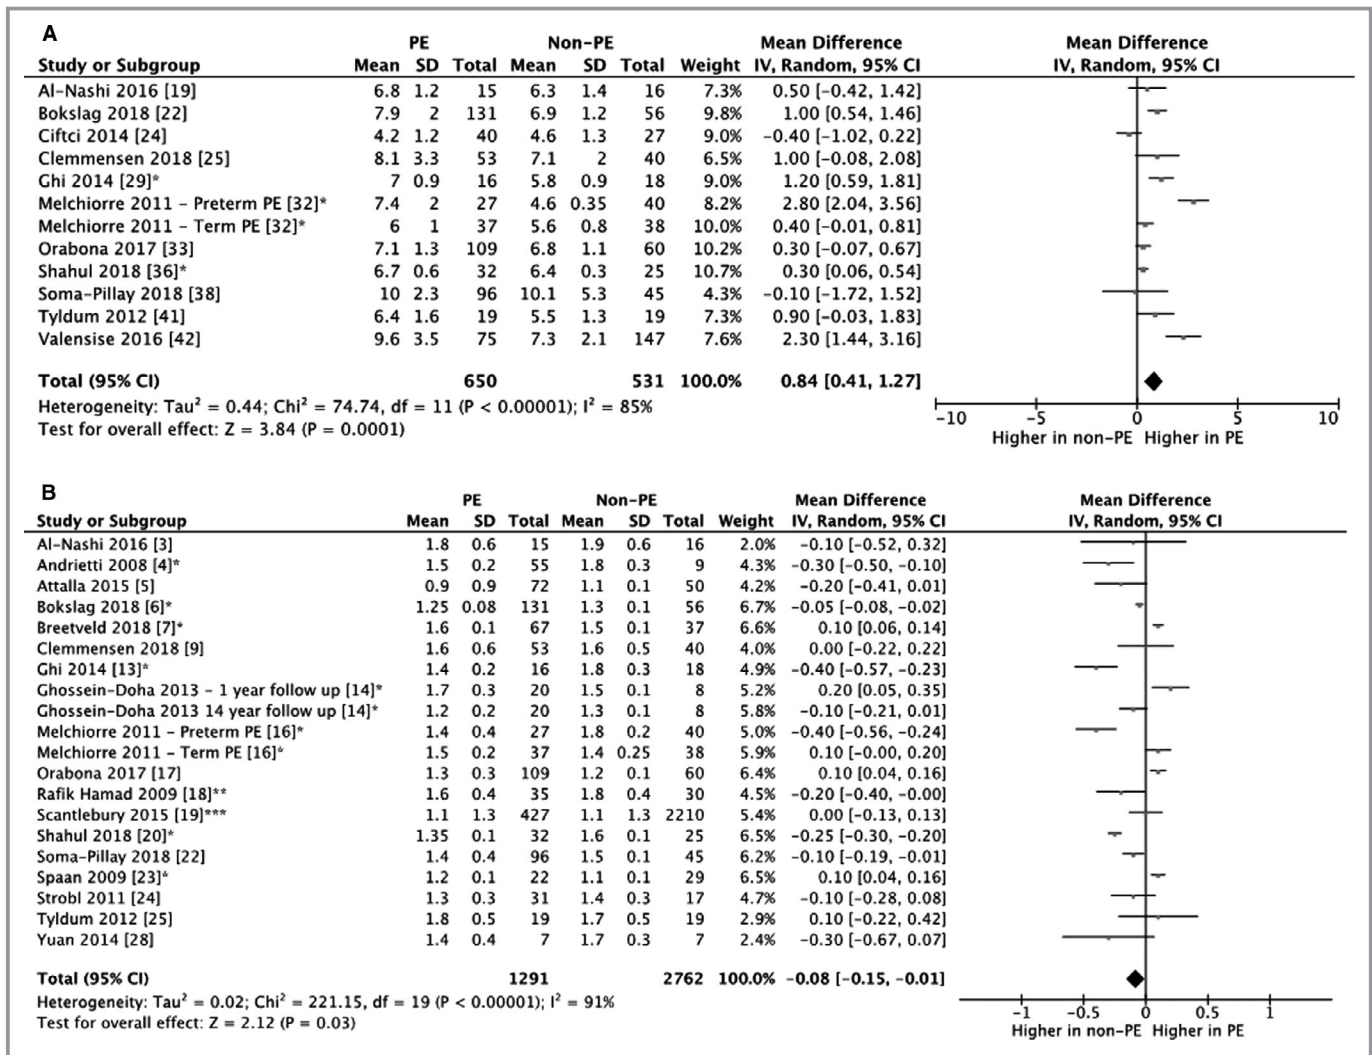 A
PE Non-PE Mean Difference Mean Difference
Study or Subgroup Mean SD Total Mean SD Total Weight IV, Random, 95% CI IV, Random, 95% CI
Al-Nashi 2016 [19] 6.8 1.2 15 6.3 1.4 16 7.3% 0.50 [-0.42, 1.42]
Bokslag 2018 [22] 7.9 2 131 6.9 1.2 56 9.8% 1.00 [0.54, 1.46]
Ciftci 2014 [24] 4.2 1.2 40 4.6 1.3 27 9.0% -0.40 [-1.02, 0.22]
Clemmensen 2018 [25] 8.1 3.3 53 7.1 2 40 6.5% 1.00 [-0.08, 2.08]
Ghi 2014 [29]* 7 0.9 16 5.8 0.9 18 9.0% 1.20 [0.59, 1.81]
Melchiorre 2011 - Preterm PE [32]* 7.4 2 27 4.6 0.35 40 8.2% 2.80 [2.04, 3.56]
Melchiorre 2011 - Term PE [32]* 6 1 37 5.6 0.8 38 10.0% 0.40 [-0.01, 0.81]
Orabona 2017 [33] 7.1 1.3 109 6.8 1.1 60 10.2% 0.30 [-0.07, 0.67]
Shahul 2018 [36]* 6.7 0.6 32 6.4 0.3 25 10.7% 0.30 [0.06, 0.54]
Soma-Pillay 2018 [38] 10 2.3 96 10.1 5.3 45 4.3% -0.10 [-1.72, 1.52]
Tyldum 2012 [41] 6.4 1.6 19 5.5 1.3 19 7.3% 0.90 [-0.03, 1.83]
Valensise 2016 [42] 9.6 3.5 75 7.3 2.1 147 7.6% 2.30 [1.44, 3.16]
Total (95% CI) 650 531 100.0% 0.84 [0.41, 1.27]
Heterogeneity: Tau² = 0.44; Chi² = 74.74, df = 11 (P < 0.00001); I² = 85%
Test for overall effect: Z = 3.84 (P = 0.0001)
-10 -5 0 5 10
Higher in non-PE Higher in PE
B
PE Non-PE Mean Difference Mean Difference
Study or Subgroup Mean SD Total Mean SD Total Weight IV, Random, 95% CI IV, Random, 95% CI
Al-Nashi 2016 [3] 1.8 0.6 15 1.9 0.6 16 2.0% -0.10 [-0.52, 0.32]
Andrietti 2008 [4]* 1.5 0.2 55 1.8 0.3 9 4.3% -0.30 [-0.50, -0.10]
Attalla 2015 [5] 0.9 0.9 72 1.1 0.1 50 4.2% -0.20 [-0.41, 0.01]
Bokslag 2018 [6]* 1.25 0.08 131 1.3 0.1 56 6.7% -0.05 [-0.08, -0.02]
Breetveld 2018 [7]* 1.6 0.1 67 1.5 0.1 37 6.6% 0.10 [0.06, 0.14]
Clemmensen 2018 [9] 1.6 0.6 53 1.6 0.5 40 4.0% 0.00 [-0.22, 0.22]
Ghi 2014 [13]* 1.4 0.2 16 1.8 0.3 18 4.9% -0.40 [-0.57, -0.23]
Ghossein-Doha 2013 - 1 year follow up [14]* 1.7 0.3 20 1.5 0.1 8 5.2% 0.20 [0.05, 0.35]
Ghossein-Doha 2013 14 year follow up [14]* 1.2 0.2 20 1.3 0.1 8 5.8% -0.10 [-0.21, 0.01]
Melchiorre 2011 - Preterm PE [16]* 1.4 0.4 27 1.8 0.2 40 5.0% -0.40 [-0.56, -0.24]
Melchiorre 2011 - Term PE [16]* 1.5 0.2 37 1.4 0.25 38 5.9% 0.10 [-0.00, 0.20]
Orabona 2017 [17] 1.3 0.3 109 1.2 0.1 60 6.4% 0.10 [0.04, 0.16]
Rafik Hamad 2009 [18]** 1.6 0.4 35 1.8 0.4 30 4.5% -0.20 [-0.40, -0.00]
Scantlebury 2015 [19]*** 1.1 1.3 427 1.1 1.3 2210 5.4% 0.00 [-0.13, 0.13]
Shahul 2018 [20]* 1.35 0.1 32 1.6 0.1 25 6.5% -0.25 [-0.30, -0.20]
Soma-Pillay 2018 [22] 1.4 0.4 96 1.5 0.1 45 6.2% -0.10 [-0.19, -0.01]
Spaan 2009 [23]* 1.2 0.1 22 1.1 0.1 29 6.5% 0.10 [0.04, 0.16]
Strobl 2011 [24] 1.3 0.3 31 1.4 0.3 17 4.7% -0.10 [-0.28, 0.08]
Tyldum 2012 [25] 1.8 0.5 19 1.7 0.5 19 2.9% 0.10 [-0.22, 0.42]
Yuan 2014 [28] 1.4 0.4 7 1.7 0.3 7 2.4% -0.30 [-0.67, 0.07]
Total (95% CI) 1291 2762 100.0% -0.08 [-0.15, -0.01]
Heterogeneity: Tau² = 0.02; Chi² = 221.15, df = 19 (P < 0.00001); I² = 91%
Test for overall effect: Z = 2.12 (P = 0.03)
-1 -0.5 0 0.5 1
Higher in non-PE Higher in PE